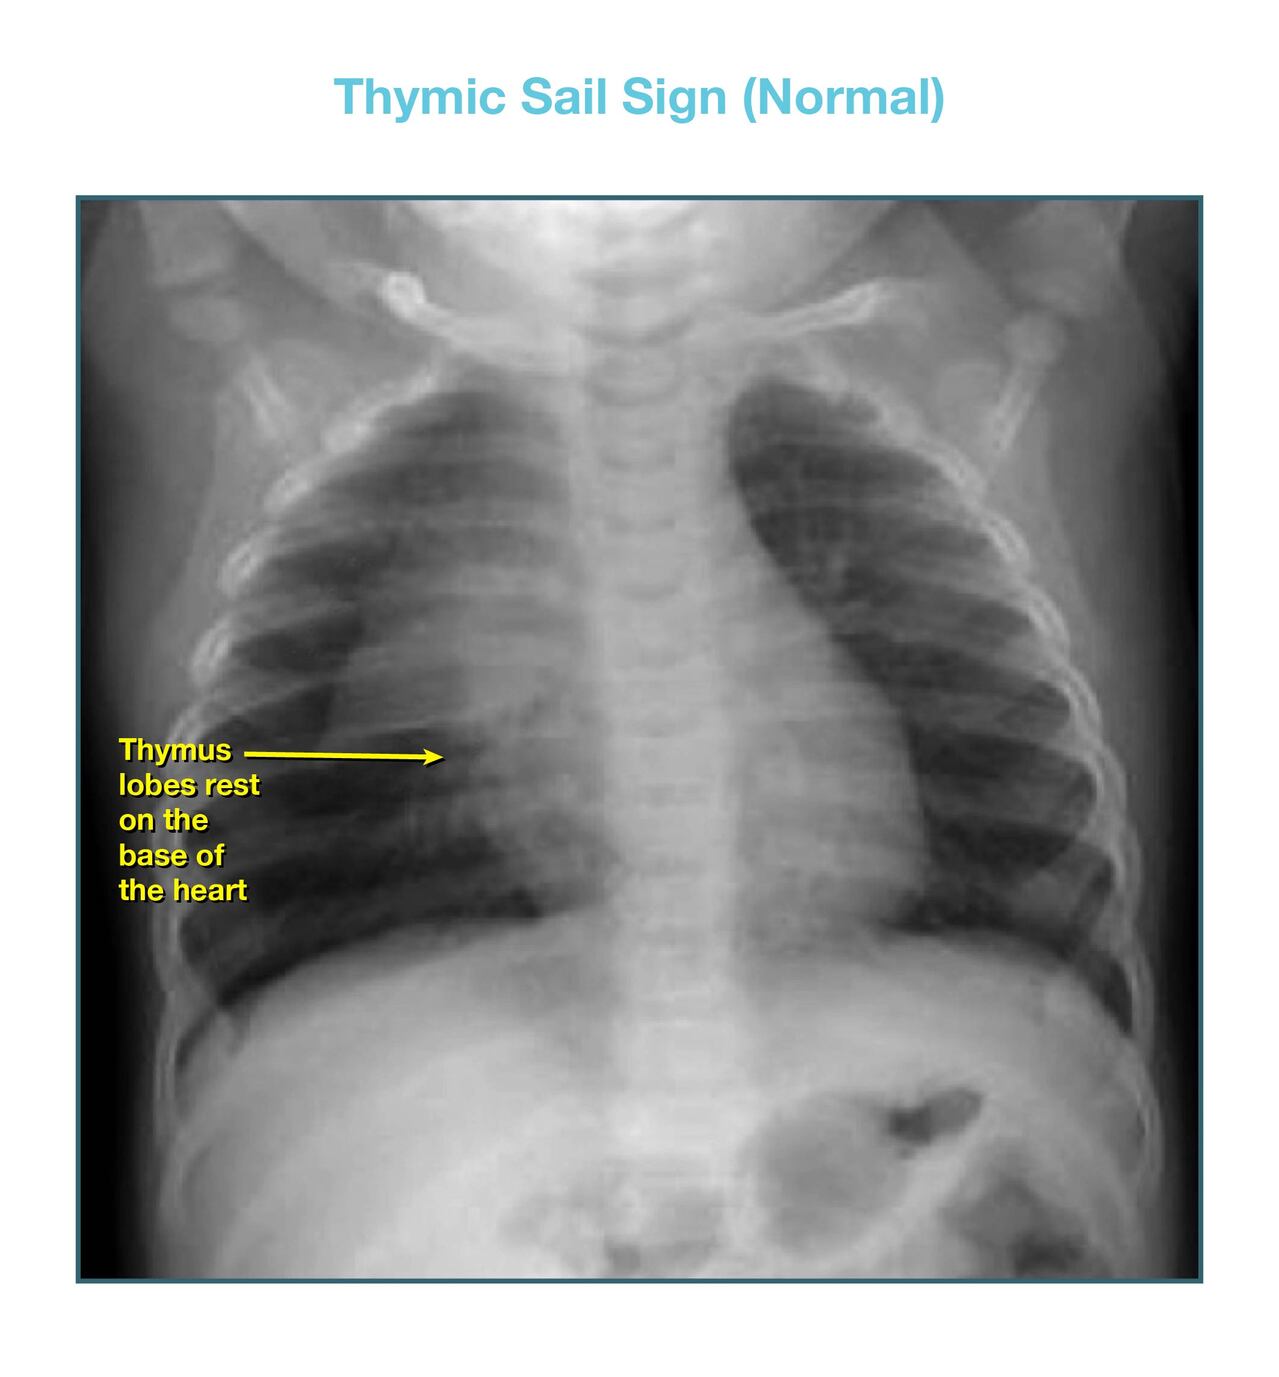 Thymic Sail Sign (Normal)
Thymus
lobes rest
on the
base of
the heart